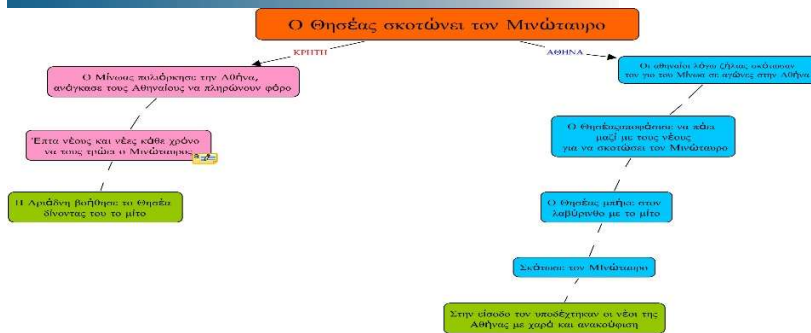 Ο Θησέας σκοτώνει τον Μινώταυρο
ΚΡΗΤΗ
ΑΘΗΝΑ
Ο Μίνωας πολιόρκησε την Αθήνα,
ανάγκασε τους Αθηναίους να πληρώνουν φόρο
Οι αθηναίοι λόγω ζήλιας σκότωσαν
τον γιο του Μίνωα σε αγώνες στην Αθήνα
Έπτα νέους και νέες κάθε χρόνο
να τους τρώει ο Μινώταυρος
Ο Θησέας αποφάσισε να πάει
μαζί με τους νέους
για να σκοτώσει τον Μινώταυρο
Η Αριάδνη βοήθησε το Θησέα
δίνοντας του το μίτο
Ο Θησέας μπήκε στον
λαβύρινθο με το μίτο
Σκότωσε τον ΜΙνώταυρο
Στην είσοδο τον υποδέχτηκαν οι νέοι της
Αθήνας με χαρά και ανακούφιση